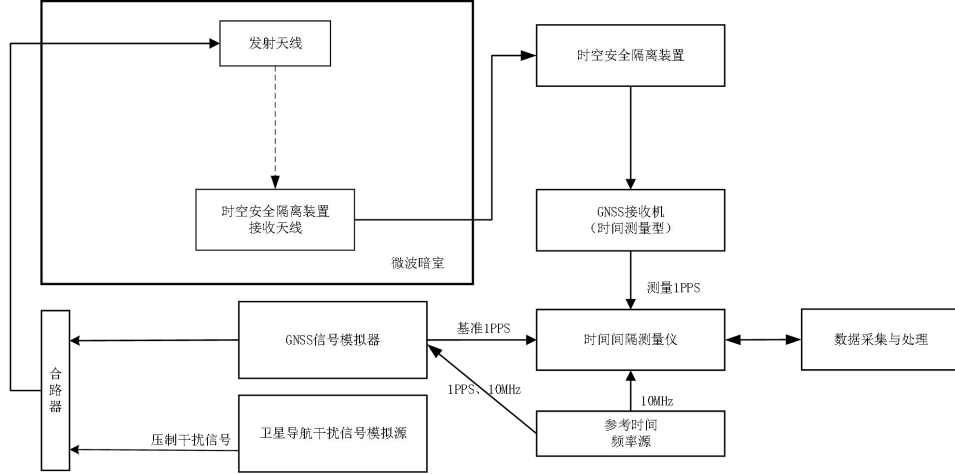 发射天线
时空安全隔离装置
时空安全隔离装置
接收天线
GNSS接收机
（时间测量型）
微波暗室
测量1PPS
GNSS信号模拟器
基准1PPS
时间间隔测量仪
数据采集与处理
合路器
1PPS、10MHz
10MHz
压制干扰信号
卫星导航干扰信号模拟源
参考时间
频率源